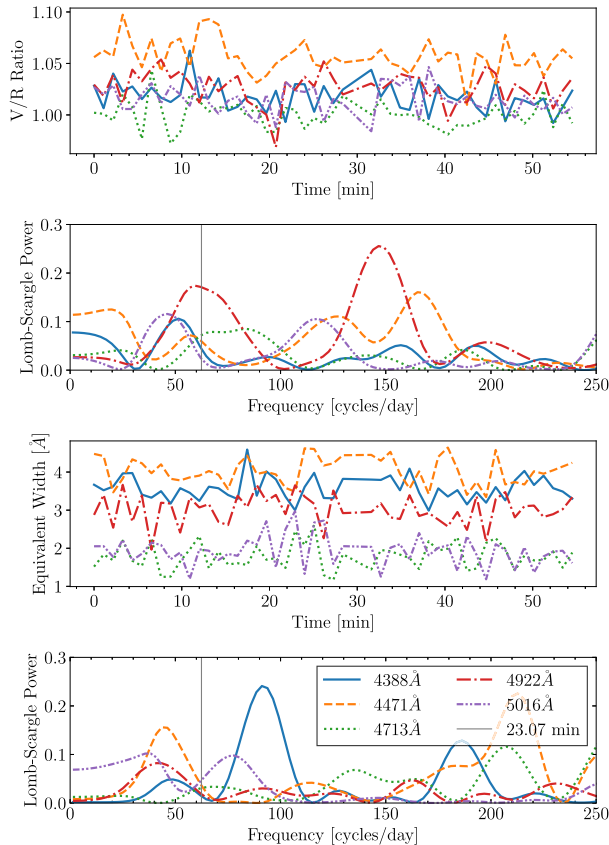 V/R Ratio
1.10
1.05
1.00
0 10 20 30 40 50
Time [min]
Lomb-Scargle Power
0.3
0.2
0.1
0.0
0 50 100 150 200 250
Frequency [cycles/day]
Equivalent Width [Å]
4
3
2
1
0 10 20 30 40 50
Time [min]
Lomb-Scargle Power
0.3
0.2
0.1
0.0
4388Å 4922Å
4471Å 5016Å
4713Å 23.07 min
0 50 100 150 200 250
Frequency [cycles/day]